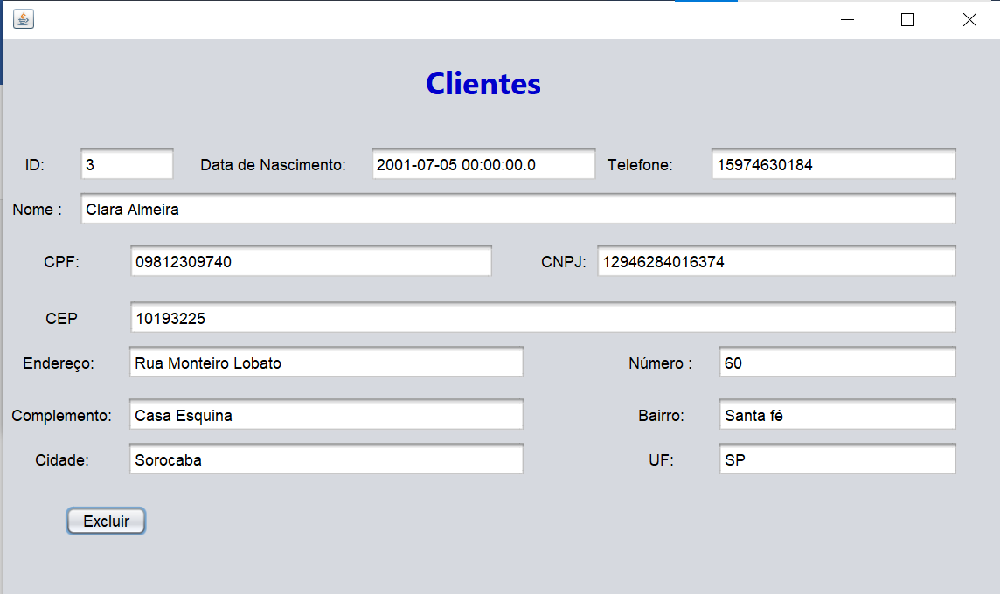 Clientes
ID: 3 Data de Nascimento: 2001-07-05 00:00:00.0 Telefone: 15974630184
Nome : Clara Almeira
CPF: 09812309740 CNPJ: 12946284016374
CEP 10193225
Endereço: Rua Monteiro Lobato Número : 60
Complemento: Casa Esquina Bairro: Santa fé
Cidade: Sorocaba UF: SP
Excluir